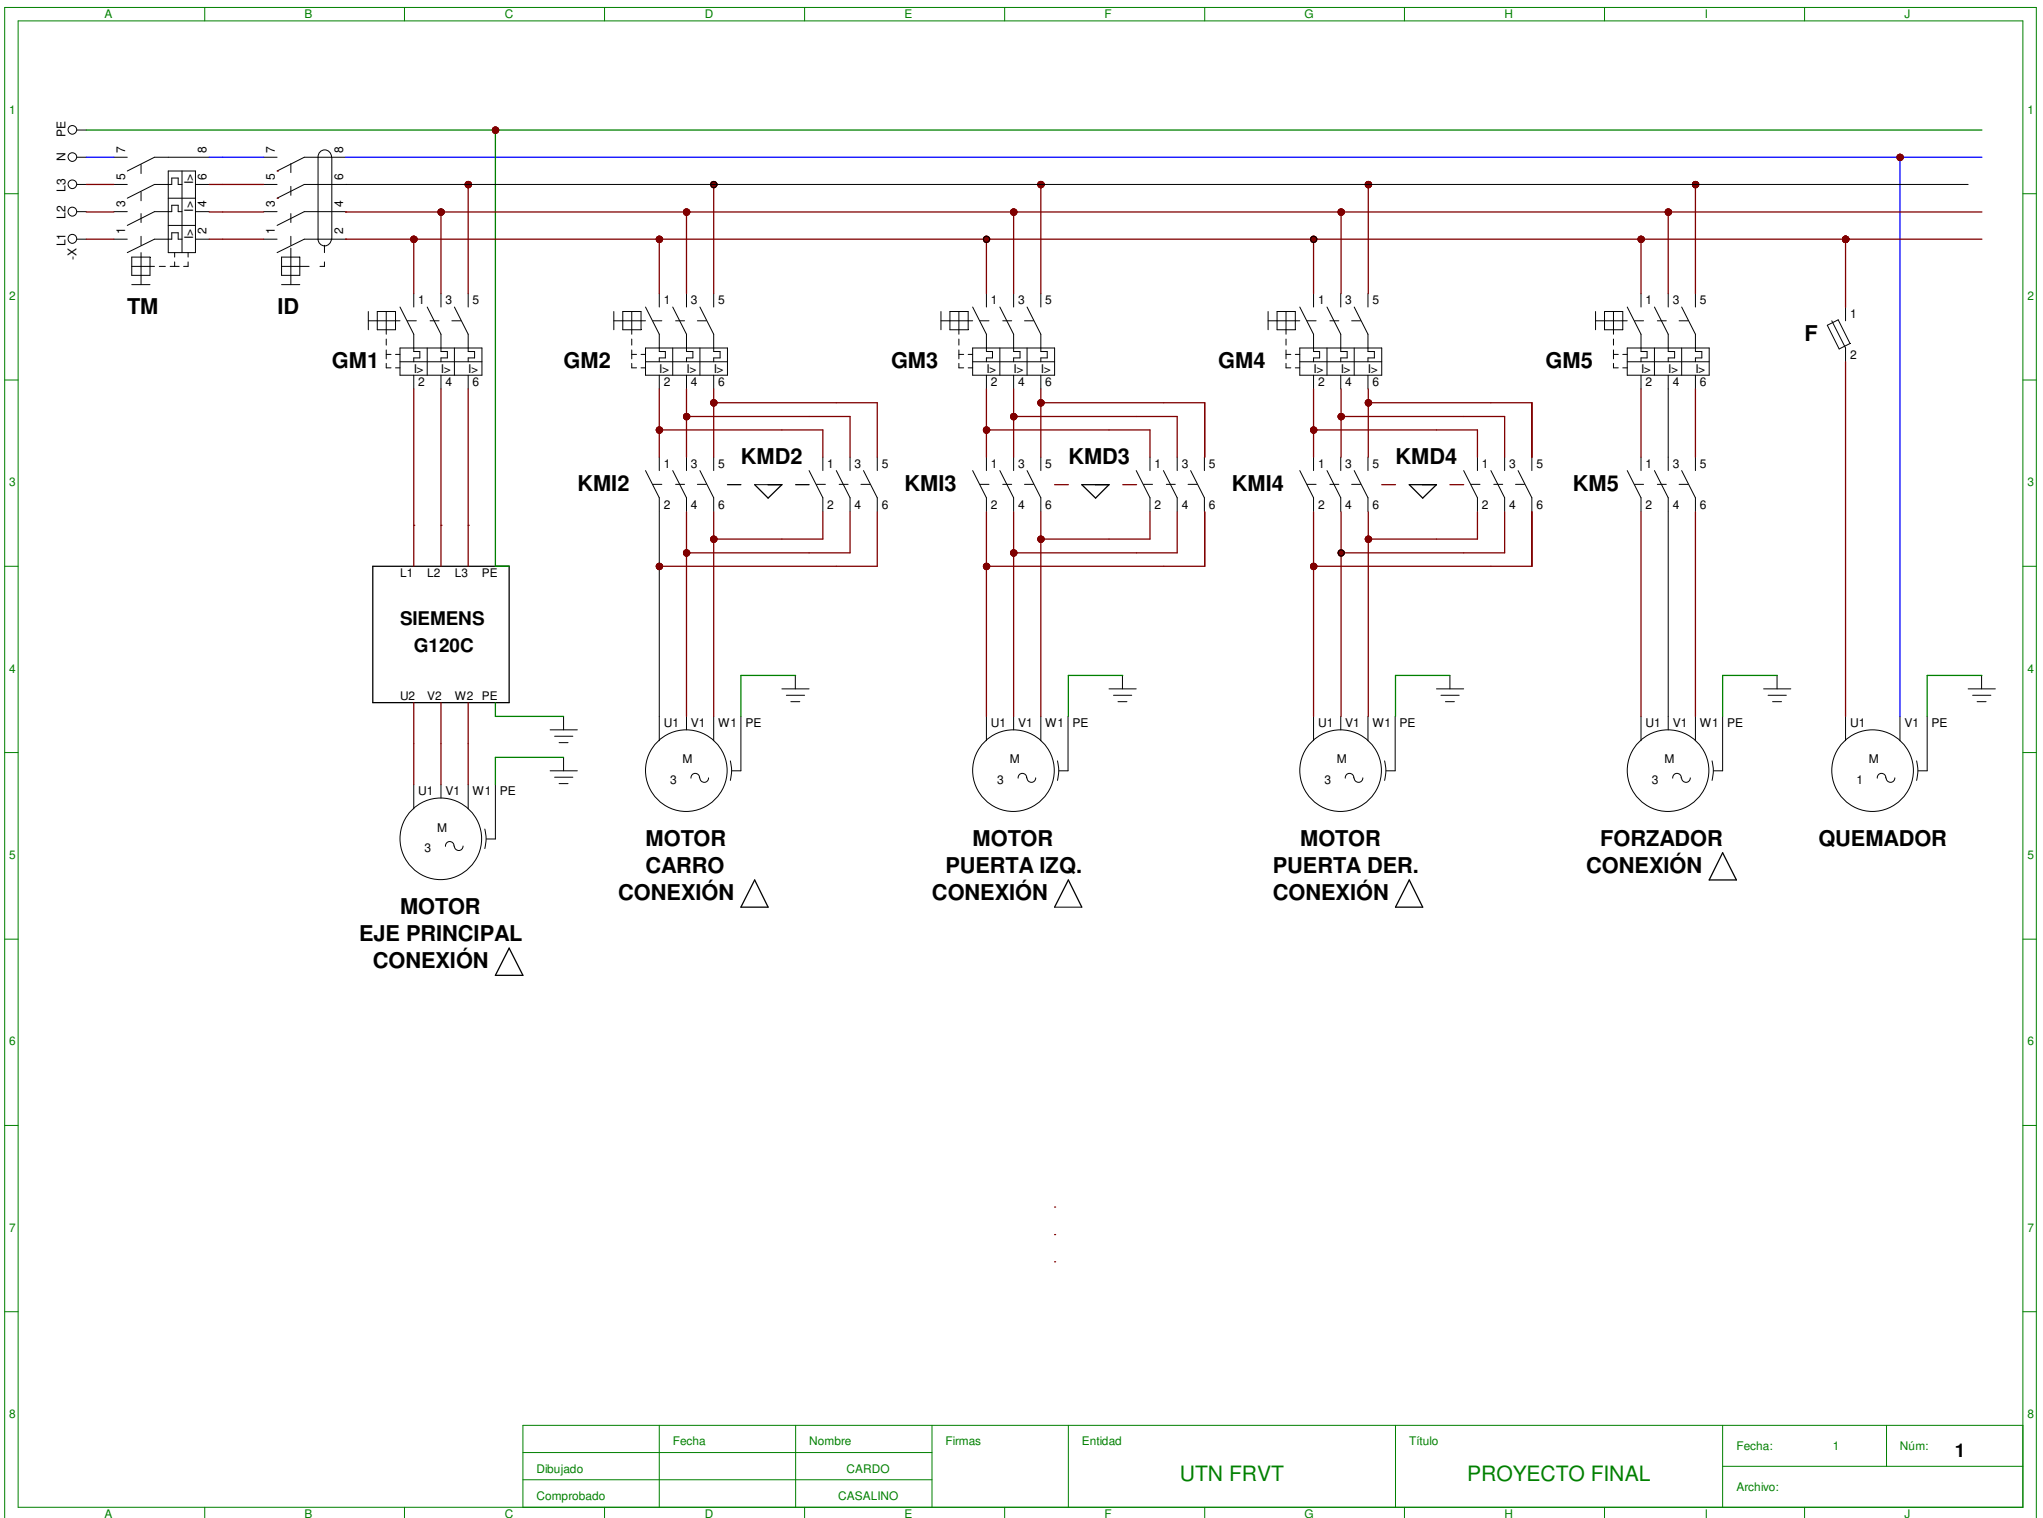 A B C D E F G H I J
1 1
PE
N 7 8 7 8
L3 5 6 5 6
L2 3 4 3 4
L1 1 2 1 2
-X
I> I> I>
TM ID
2 2
1 3 5 1 3 5 1 3 5 1 3 5 1 3 5 1
F
GM1 GM2 GM3 GM4 GM5 2
I> I> I> I> I> I> I> I> I> I> I> I> I> I> I>
2 4 6 2 4 6 2 4 6 2 4 6 2 4 6
KMD2 KMD3 KMD4
1 3 5 1 3 5 1 3 5 1 3 5 1 3 5 1 3 5 1 3 5
3 KMI2 KMI3 KMI4 KM5 3
2 4 6 2 4 6 2 4 6 2 4 6 2 4 6 2 4 6 2 4 6
L1 L2 L3 PE
SIEMENS
G120C
4 4
U2 V2 W2 PE
U1 V1 W1 PE U1 V1 W1 PE U1 V1 W1 PE U1 V1 W1 PE U1 V1 PE
M M M M M
3 3 3 3 1
U1 V1 W1 PE
M
3
MOTOR
CARRO
CONEXIÓN
MOTOR
PUERTA IZQ.
CONEXIÓN
MOTOR
PUERTA DER.
CONEXIÓN
FORZADOR
CONEXIÓN
QUEMADOR
5 5
MOTOR
EJE PRINCIPAL
CONEXIÓN
6 6
7 7
8 8
Fecha Nombre Firmas Entidad Título Fecha: 1 Núm: 1
Dibujado CARDO UTN FRVT PROYECTO FINAL
Comprobado CASALINO Archivo:
A B C D E F G H I J